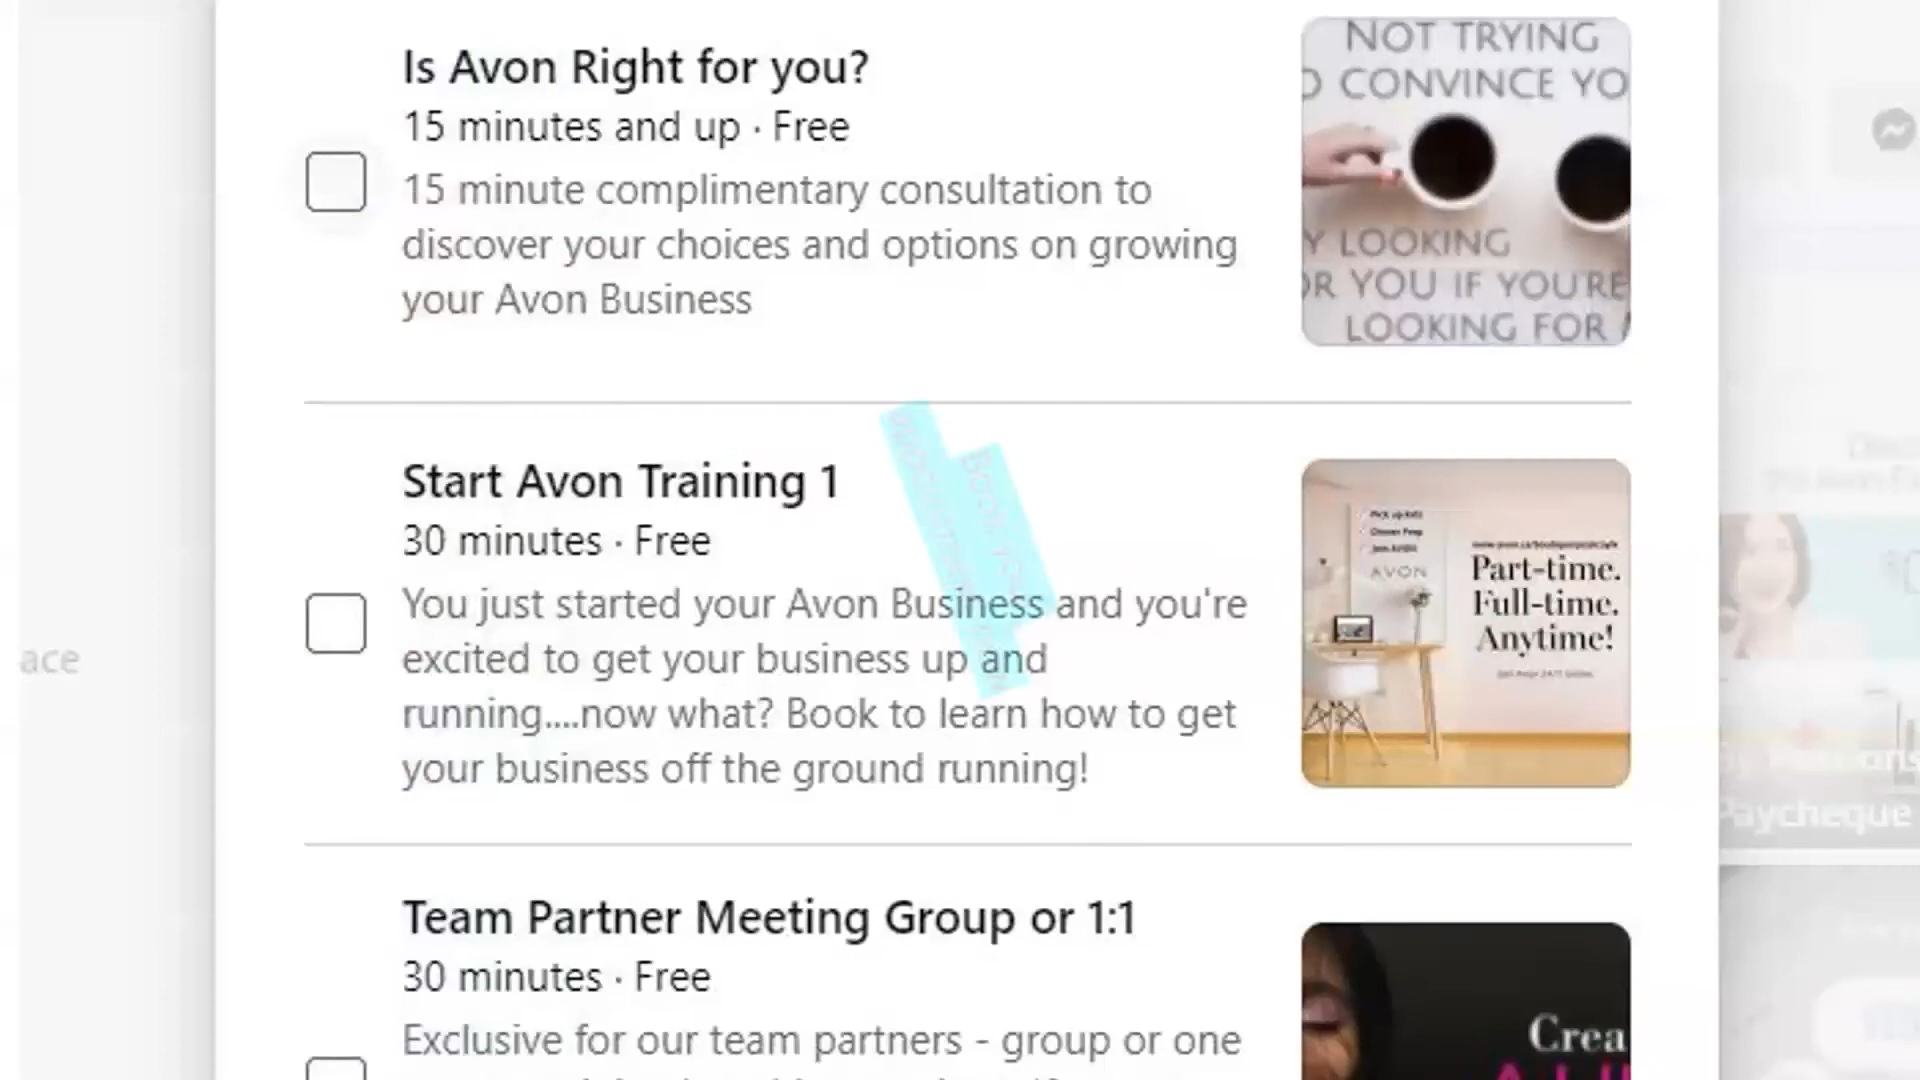 Is Avon Right for you?
15 minutes and up · Free
15 minute complimentary consultation to
discover your choices and options on growing
your Avon Business
NOT TRYING
O CONVINCE YO
Y LOOKING
OR YOU IF YOU'RE
LOOKING FOR
Start Avon Training 1
30 minutes · Free
You just started your Avon Business and you're
excited to get your business up and
running....now what? Book to learn how to get
your business off the ground running!
AVON
Part-time.
Full-time.
Anytime!
Team Partner Meeting Group or 1:1
30 minutes · Free
Exclusive for our team partners - group or one
Crea
ace
Paycheque